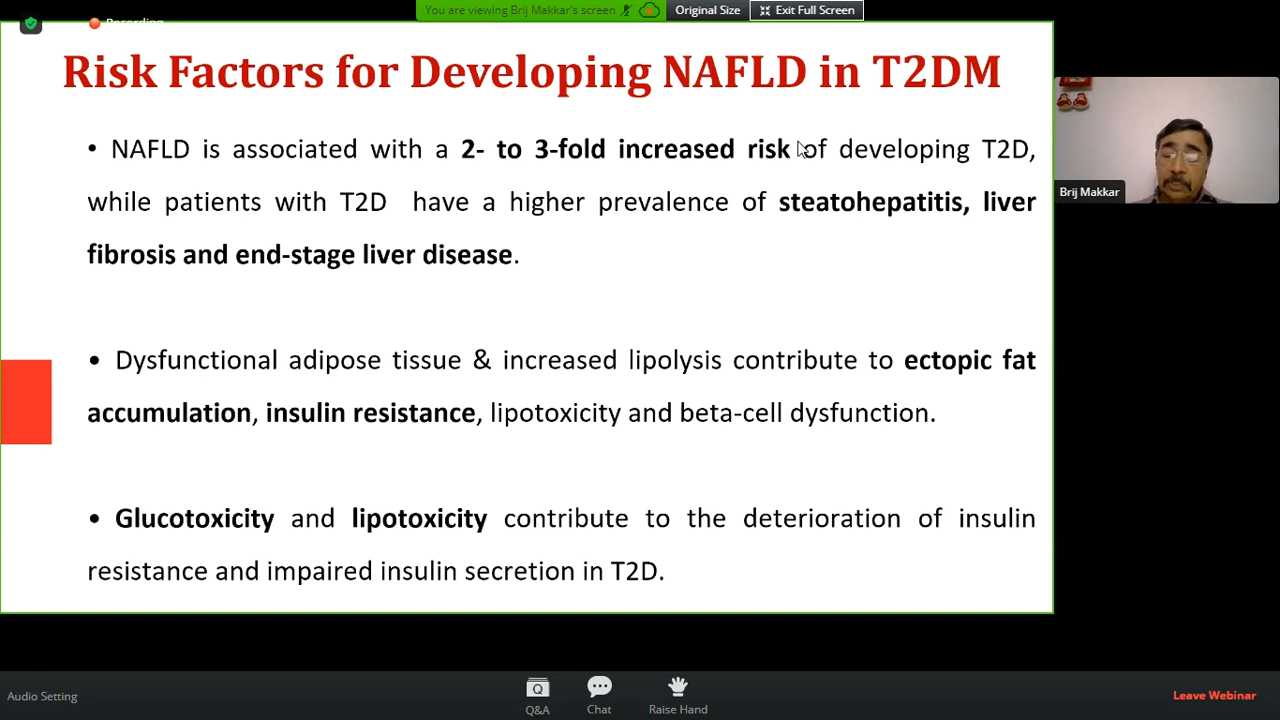 You are viewing Brij Makkar's screen
Original Size
Exit Full Screen
Recording
Risk Factors for Developing NAFLD in T2DM
• NAFLD is associated with a 2- to 3-fold increased risk of developing T2D,
while patients with T2D have a higher prevalence of steatohepatitis, liver
fibrosis and end-stage liver disease.
• Dysfunctional adipose tissue & increased lipolysis contribute to ectopic fat
accumulation, insulin resistance, lipotoxicity and beta-cell dysfunction.
• Glucotoxicity and lipotoxicity contribute to the deterioration of insulin
resistance and impaired insulin secretion in T2D.
Brij Makkar
Audio Setting
Q
Q&A
Chat
Raise Hand
Leave Webinar